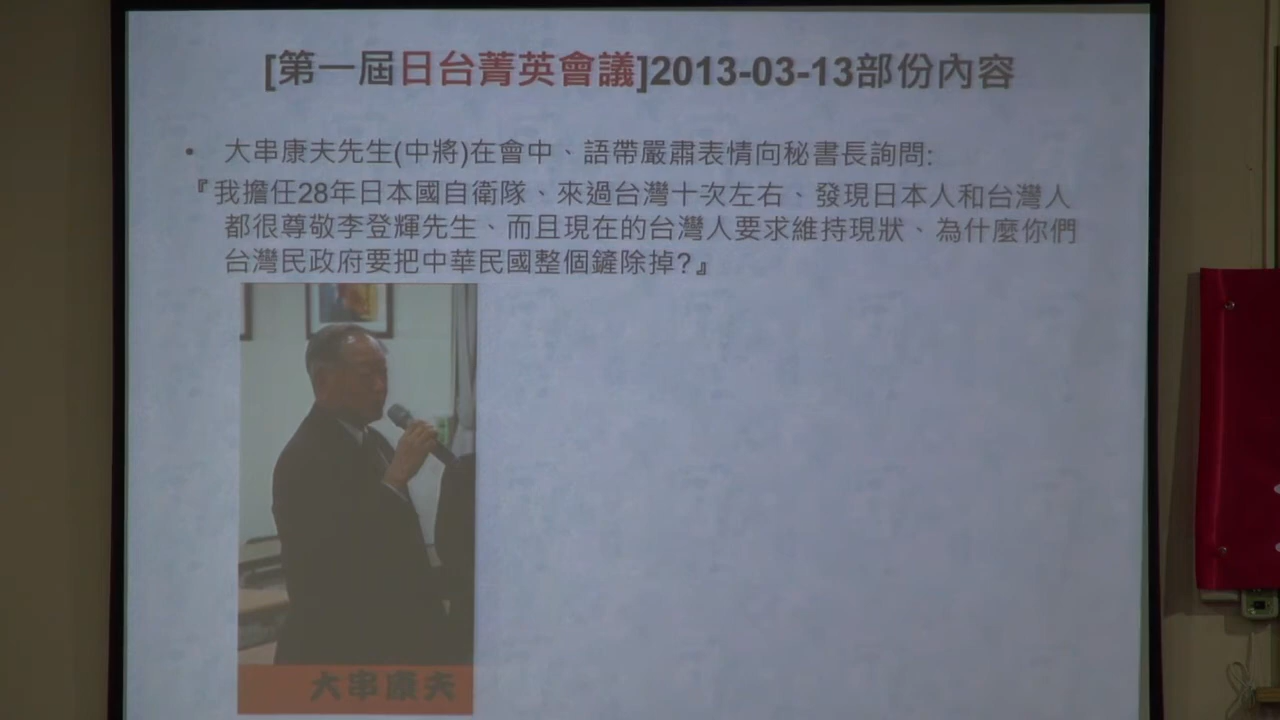 [第一屆日台菁英會議]2013-03-13部份內容
• 大串康夫先生(中將)在會中、語帶嚴肅表情向秘書長詢問:
『我擔任28年日本國自衛隊、來過台灣十次左右、發現日本人和台灣人
都很尊敬李登輝先生、而且現在的台灣人要求維持現狀、為什麼你們
台灣民政府要把中華民國整個鏟除掉?』
大串康夫